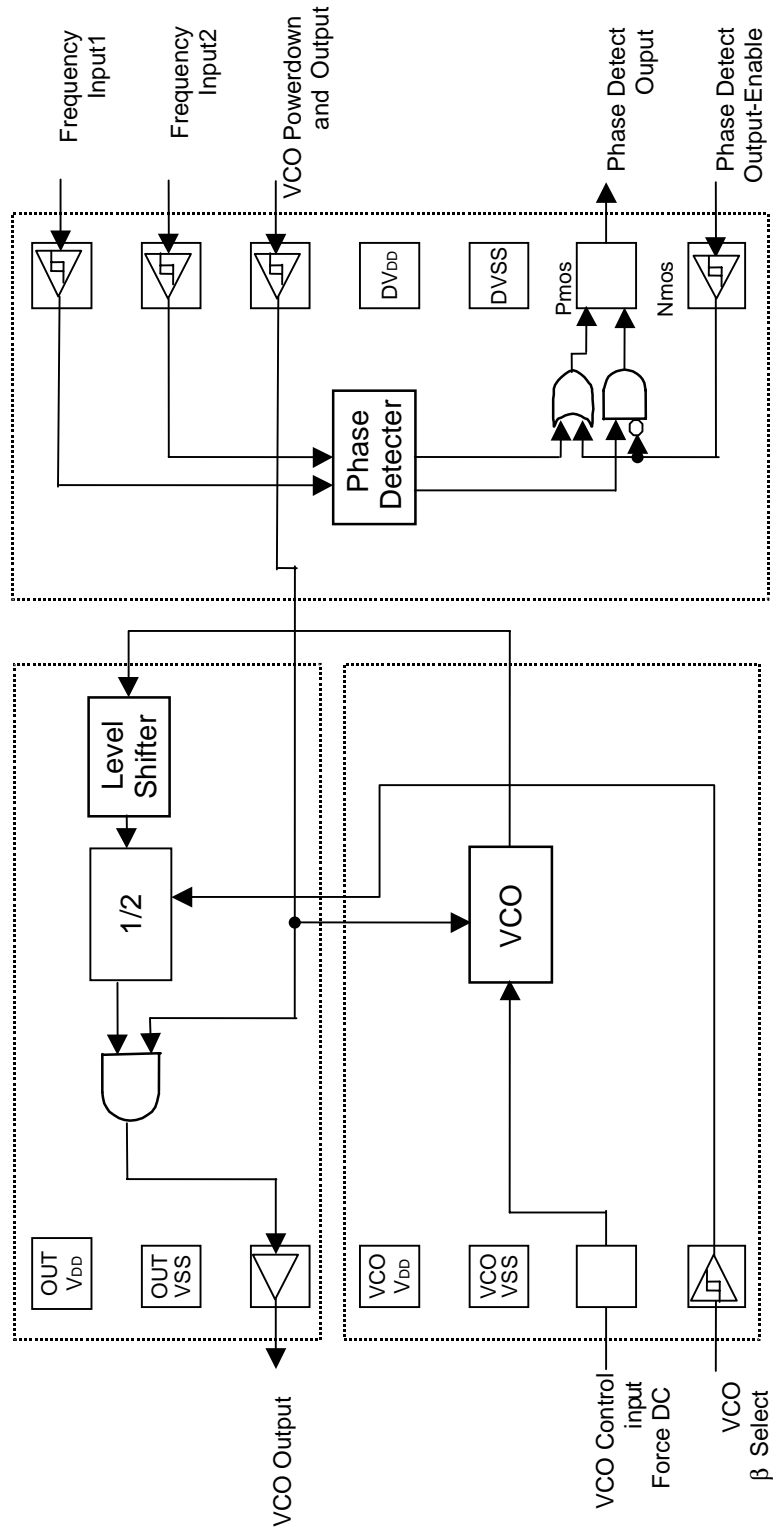 Frequency
Input1
Frequency
Input2
VCO Powerdown
and Output
Phase Detect
Ouput
Phase Detect
Output-Enable
DVDD
DVSS
Pmos
Nmos
Phase
Detecter
Level
Shifter
1/2
VCO
OUT
VDD
OUT
VSS
VCO
VDD
VCO
VSS
VCO Output
VCO Control
input
Force DC
VCO
β Select